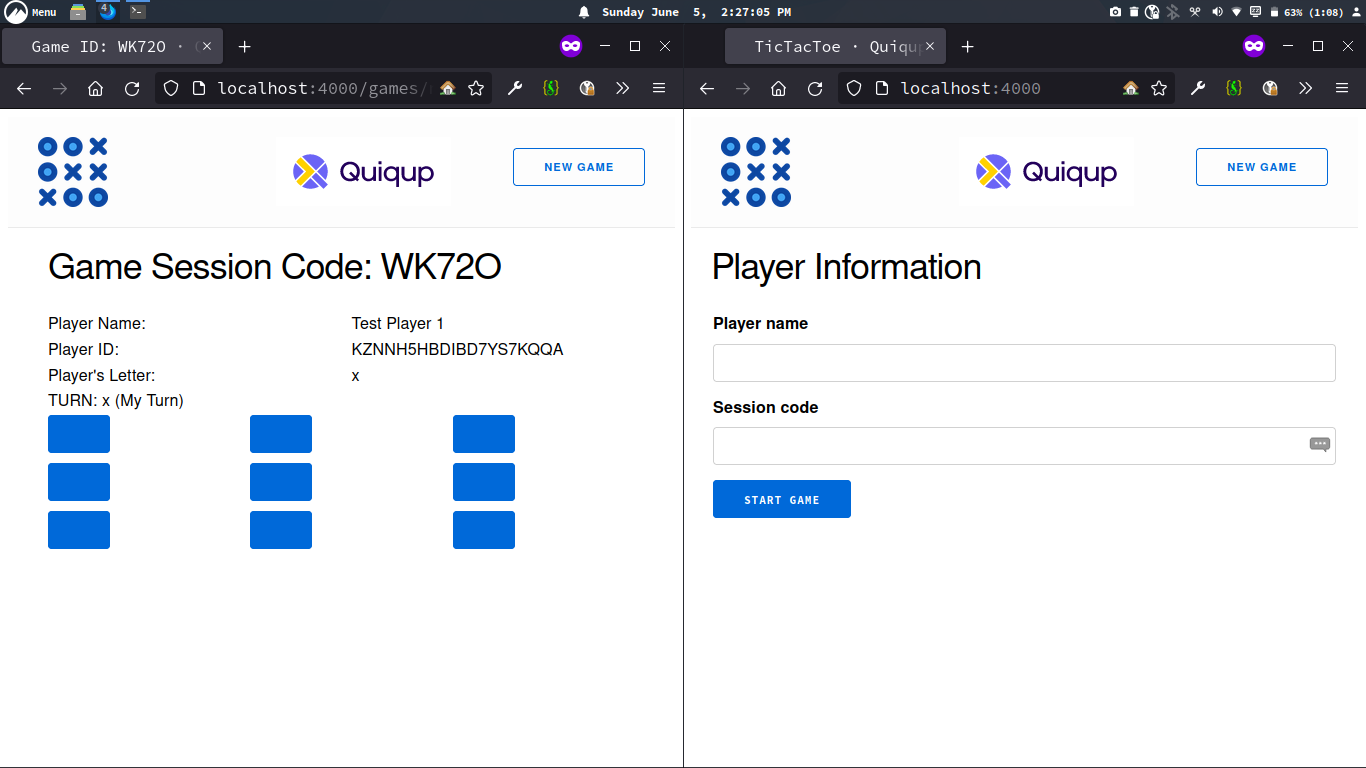 Menu
4
Sunday June 5, 2:27:05 PM
63% (1:08)
Game ID: WK72O ·
TicTacToe · Quiqup
localhost:4000/games/
localhost:4000
Quiqup
NEW GAME
Quiqup
NEW GAME
Game Session Code: WK72O
Player Name: Test Player 1
Player ID: KZNNH5HBDIBD7YS7KQQA
Player's Letter: x
TURN: x (My Turn)
Player Information
Player name
Session code
START GAME